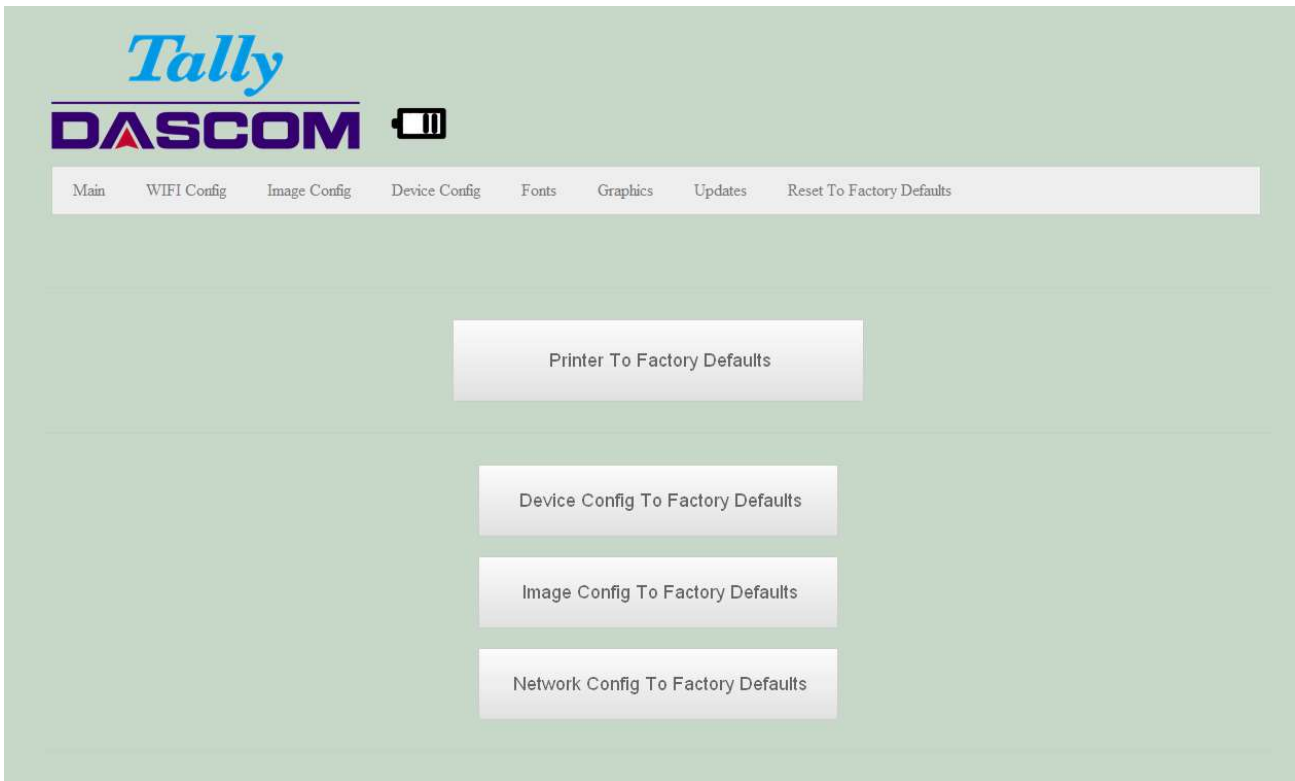 Tally
DASCOM
Main WIFI Config Image Config Device Config Fonts Graphics Updates Reset To Factory Defaults
Printer To Factory Defaults
Device Config To Factory Defaults
Image Config To Factory Defaults
Network Config To Factory Defaults